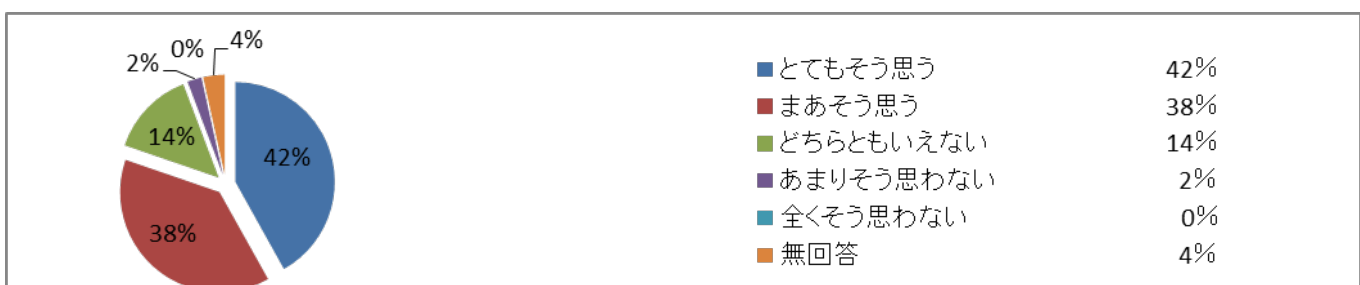 2%
0%
4%
14%
42%
38%
とてもそう思う 42%
まあそう思う 38%
どちらともいえない 14%
あまりそう思わない 2%
全くそう思わない 0%
無回答 4%